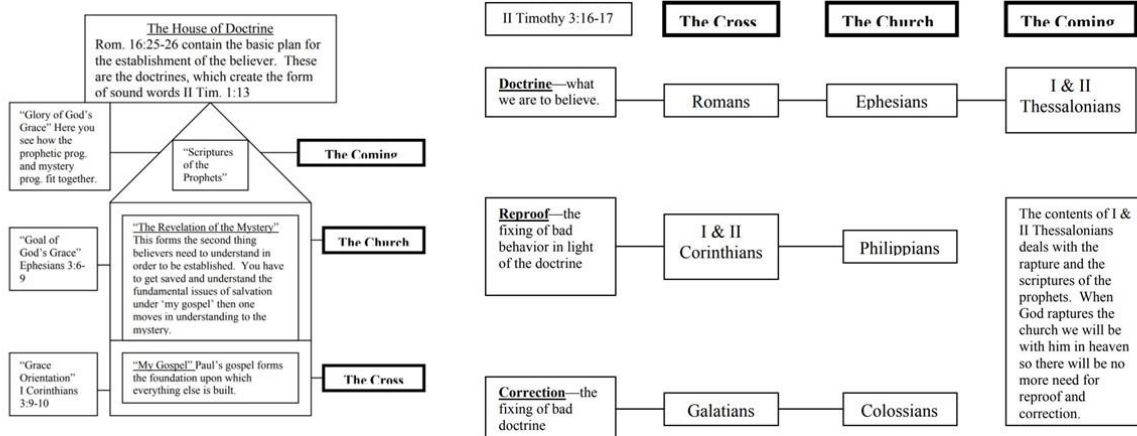 The House of Doctrine
Rom. 16:25-26 contain the basic plan for
the establishment of the believer.  These
are the doctrines, which create the form
of sound words II Tim. 1:13
“Glory of God’s
Grace” Here you
see how the
prophetic prog.
and mystery
prog. fit together.
“Scriptures
of the
Prophets”
The Coming
“Goal of
God’s Grace”
Ephesians 3:6-
9
“The Revelation of the Mystery”
This forms the second thing
believers need to understand in
order to be established.  You have
to get saved and understand the
fundamental issues of salvation
under ‘my gospel’ then one
moves in understanding to the
mystery.
The Church
“Grace
Orientation”
I Corinthians
3:9-10
“My Gospel” Paul’s gospel forms
the foundation upon which
everything else is built.
The Cross
II Timothy 3:16-17
The Cross
The Church
The Coming
Doctrine—what
we are to believe.
Romans
Ephesians
I & II
Thessalonians
Reproof—the
fixing of bad
behavior in light
of the doctrine
I & II
Corinthians
Philippians
The contents of I &
II Thessalonians
deals with the
rapture and the
scriptures of the
prophets.  When
God raptures the
church we will be
with him in heaven
so there will be no
more need for
reproof and
correction.
Correction—the
fixing of bad
doctrine
Galatians
Colossians